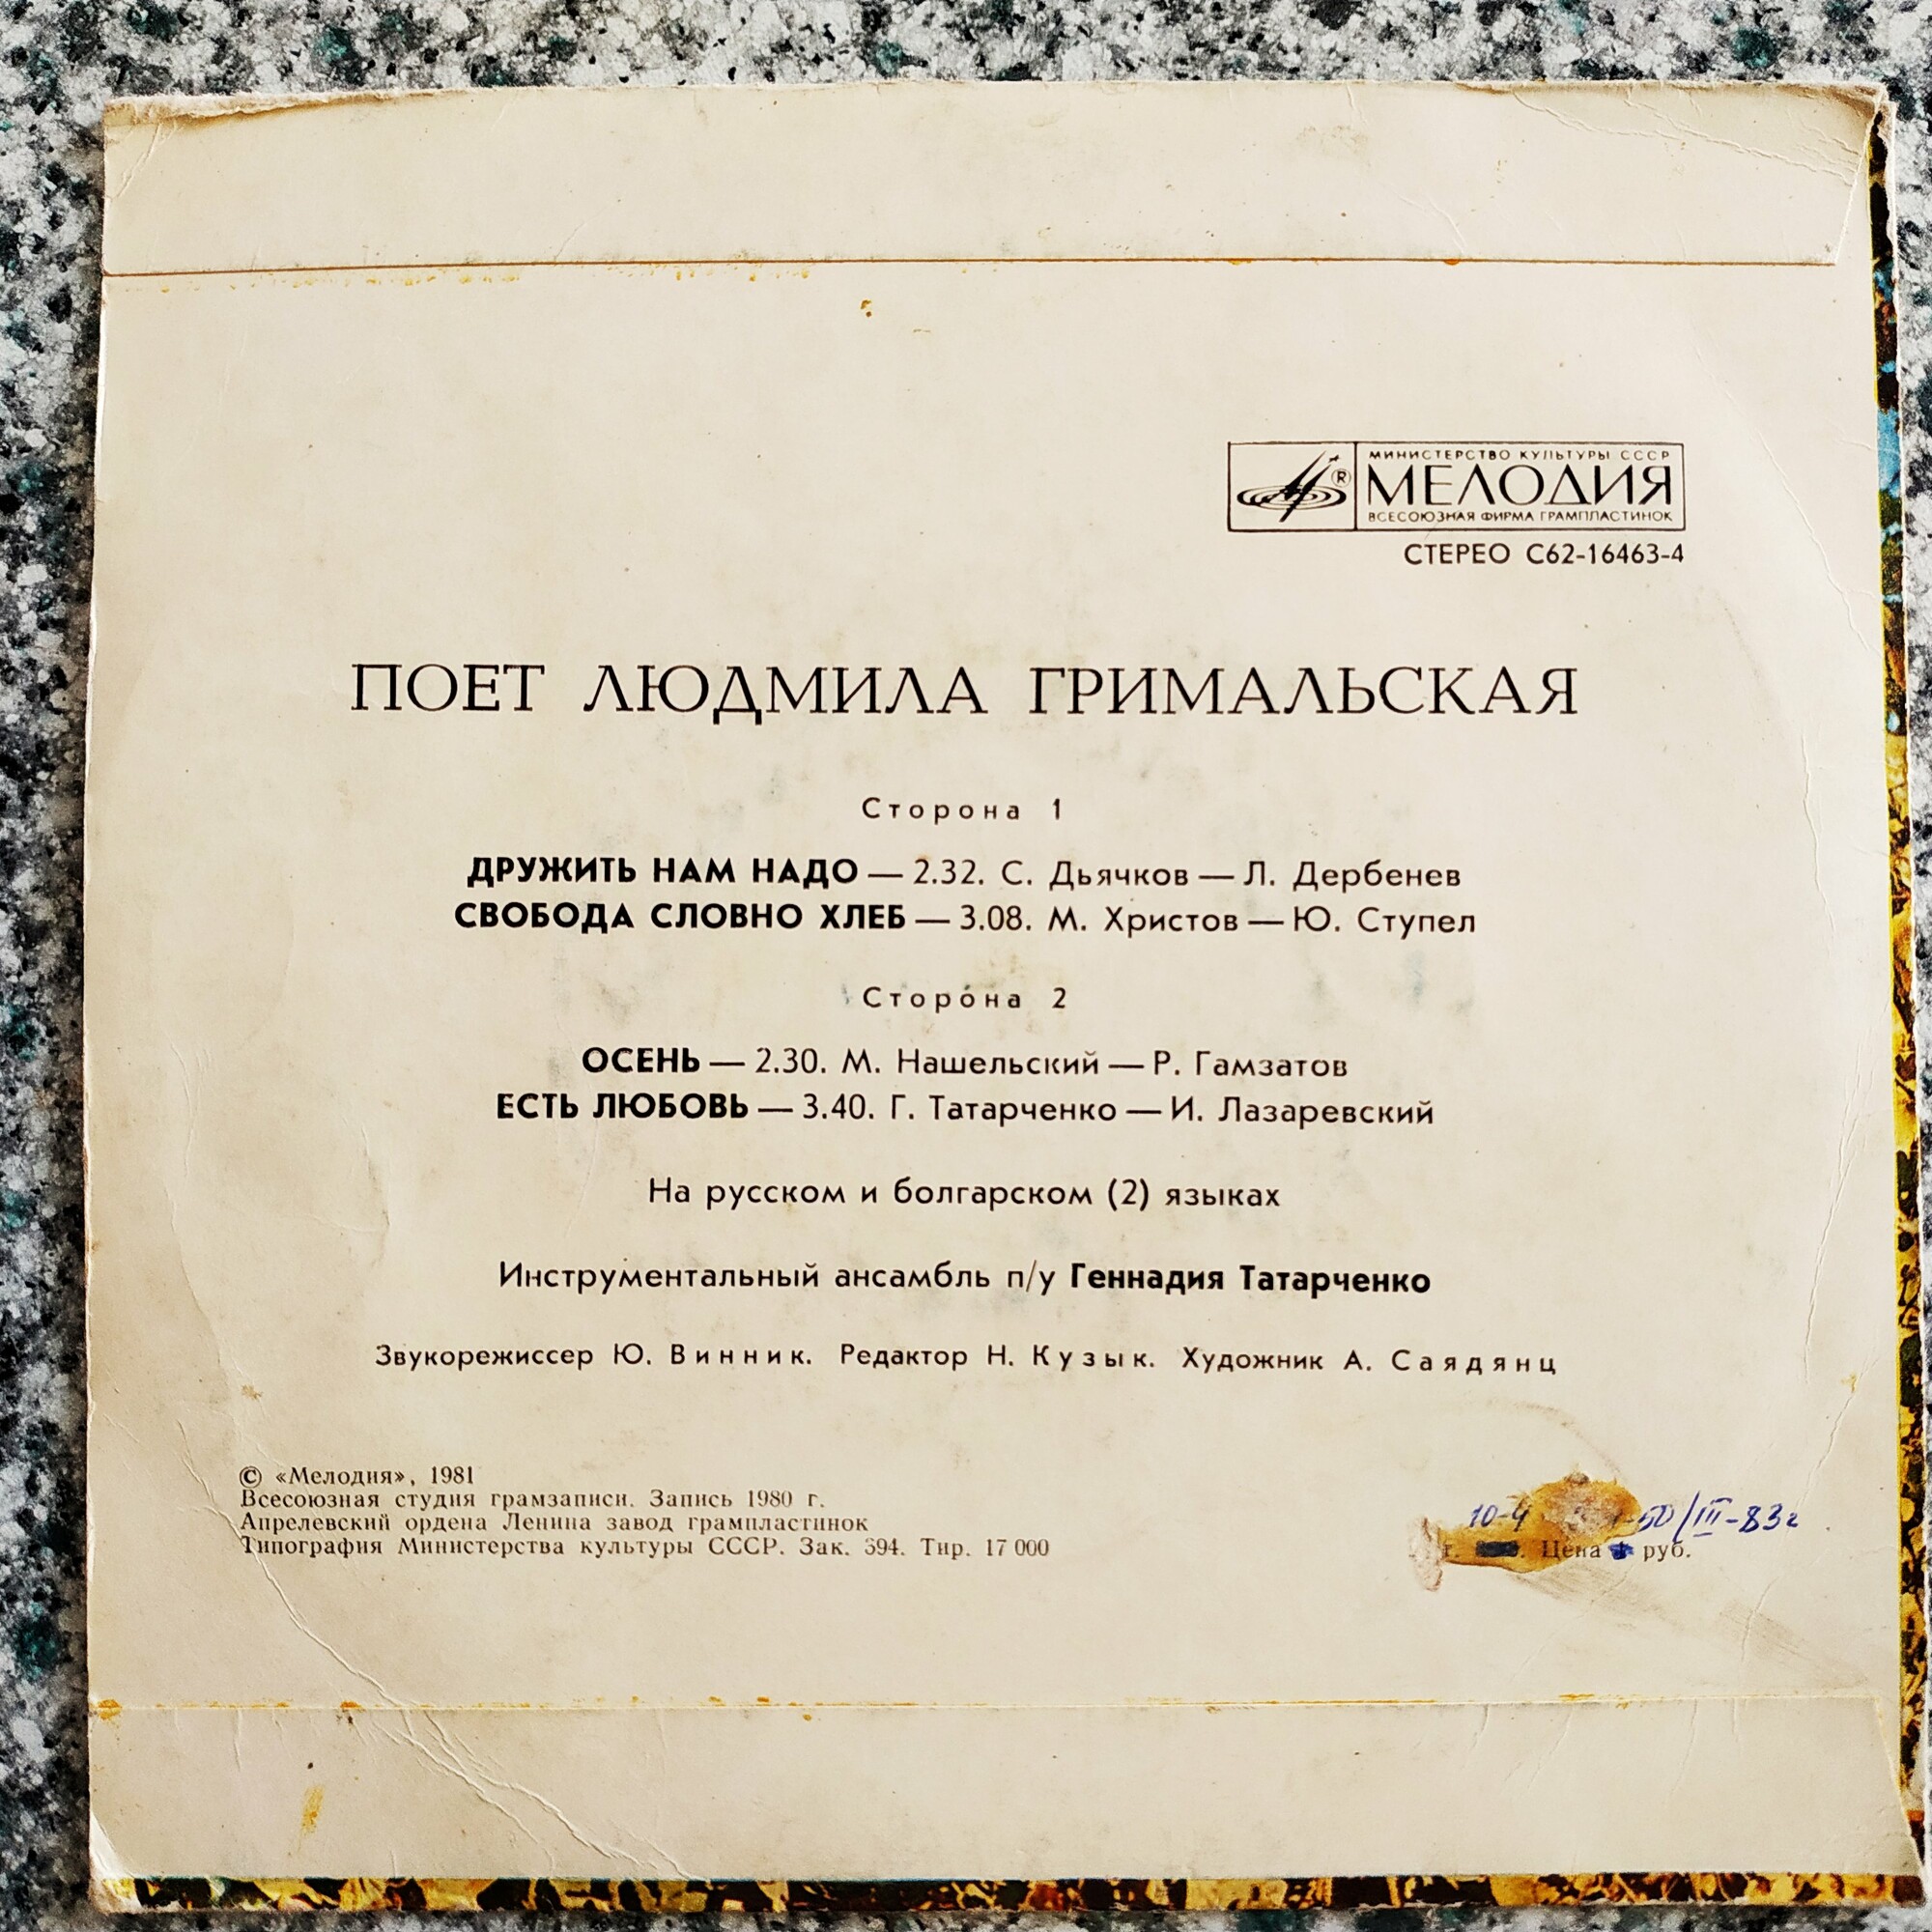 МИНИСТЕРСТВО КУЛЬТУРЫ СССР
МЕЛОДИЯ
ВСЕСОЮЗНАЯ ФИРМА ГРАМПЛАСТИНОК
СТЕРЕО С62-16463-4
ПОЕТ ЛЮДМИЛА ГРИМАЛЬСКАЯ
Сторона 1
ДРУЖИТЬ НАМ НАДО — 2.32. С. Дьячков — Л. Дербенев
СВОБОДА СЛОВНО ХЛЕБ — 3.08. М. Христов — Ю. Ступел
Сторона 2
ОСЕНЬ — 2.30. М. Нашельский — Р. Гамзатов
ЕСТЬ ЛЮБОВЬ — 3.40. Г. Татарченко — И. Лазаревский
На русском и болгарском (2) языках
Инструментальный ансамбль п/у Геннадия Татарченко
Звукорежиссер Ю. Винник. Редактор Н. Кузык. Художник А. Саядянц
© «Мелодия», 1981
Всесоюзная студия грамзаписи. Запись 1980 г.
Апрелевский ордена Ленина завод грампластинок
Типография Министерства культуры СССР. Зак. 394. Тир. 17 000
10-4 -50/III-83г
Цена руб.